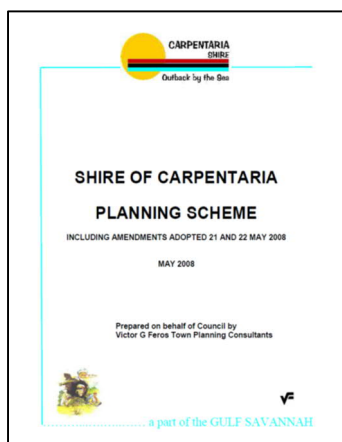 CARPENTARIA
SHIRE
Outback by the Sea
SHIRE OF CARPENTARIA
PLANNING SCHEME
INCLUDING AMENDMENTS ADOPTED 21 AND 22 MAY 2008
MAY 2008
Prepared on behalf of Council by
Victor G Feros Town Planning Consultants
........................ a part of the GULF SAVANNAH